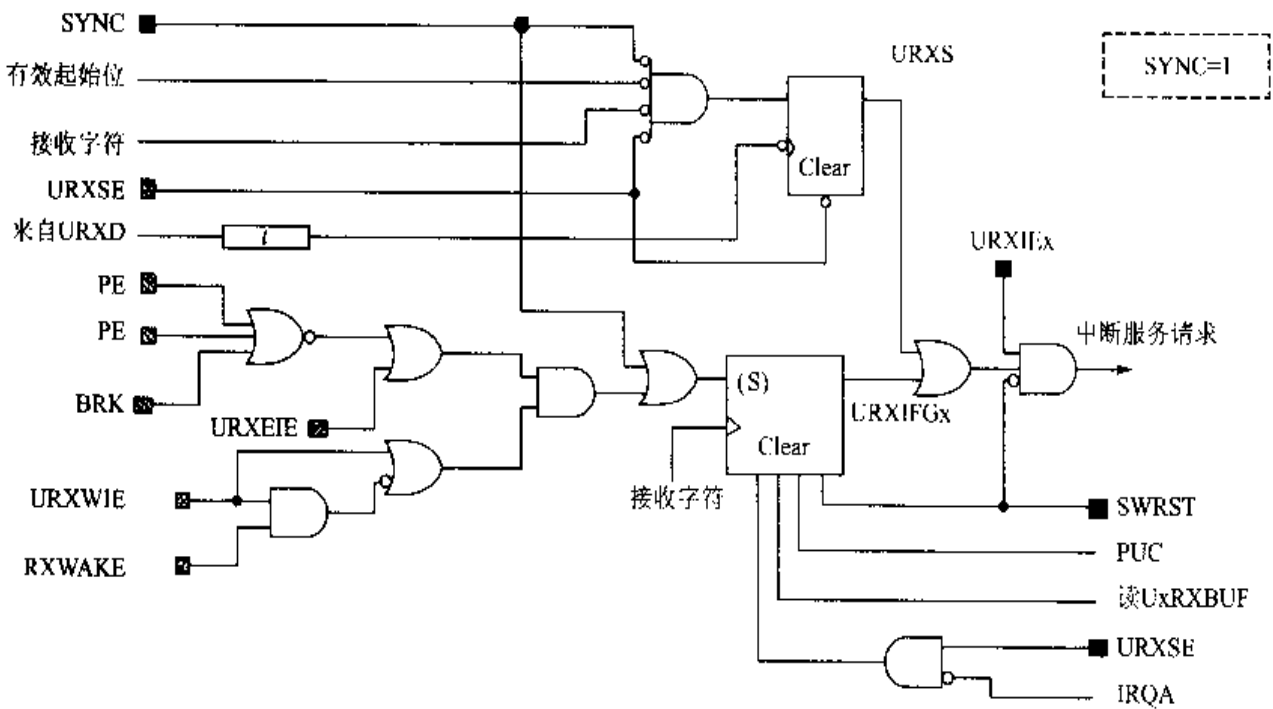 SYNC
有效起始位
接收字符
URXSE
来自URXD
t
PE
PE
BRK
URXEIE
URXWIE
RXWAKE
URXS
Clear
SYNC=1
URXIEx
中断服务请求
(S)
Clear
URXIFGx
接收字符
SWRST
PUC
读UxRXBUF
URXSE
IRQA